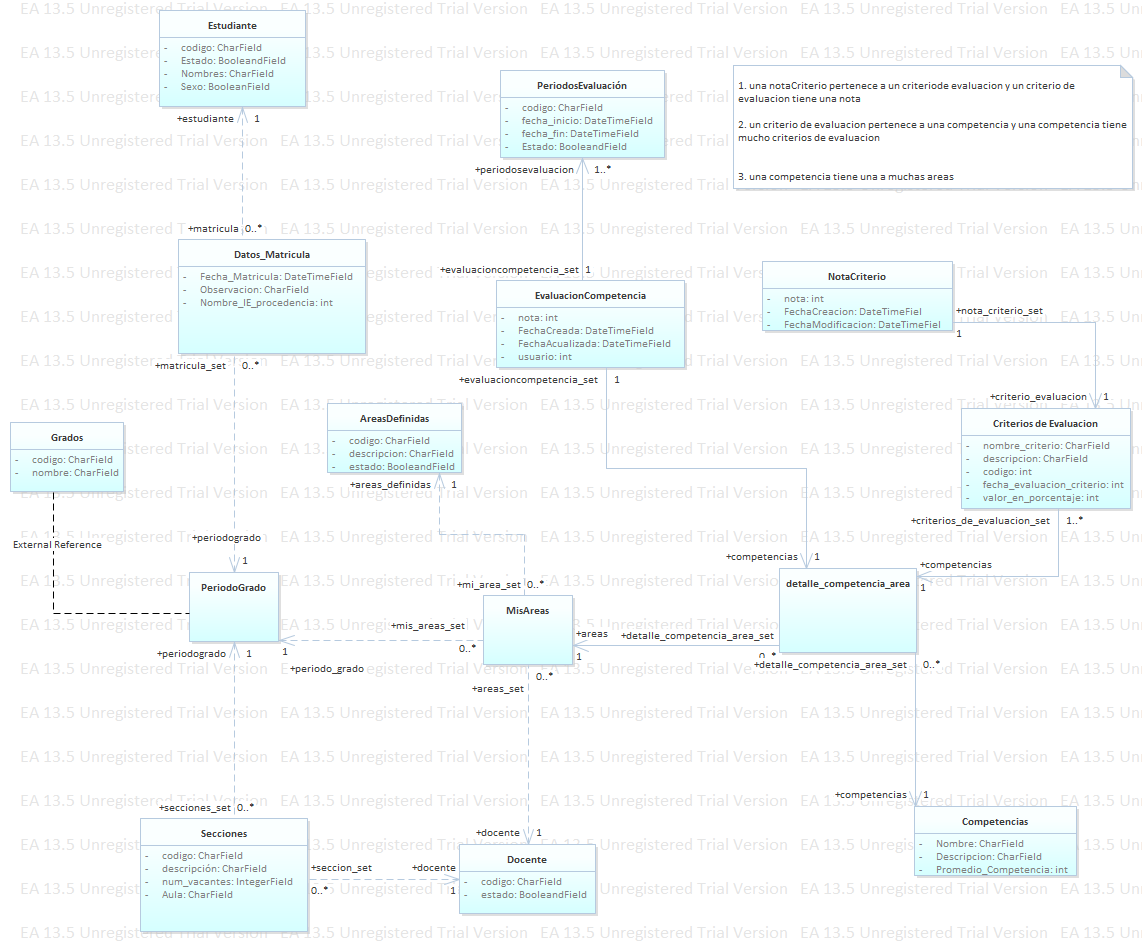 EA 13.5 Unregistered Trial Version
Estudiante
- codigo: CharField
- Estado: BooleandField
- Nombres: CharField
- Sexo: BooleanField
+estudiante 1
+matricula 0..*
Datos_Matricula
- Fecha_Matricula: DateTimeField
- Observacion: CharField
- Nombre_IE_procedencia: int
+matricula_set 0..*
PeriodosEvaluación
- codigo: CharField
- fecha_inicio: DateTimeField
- fecha_fin: DateTimeField
- Estado: BooleandField
+periodosevaluacion 1..*
+evaluacioncompetencia_set 1
EvaluacionCompetencia
- nota: int
- FechaCreada: DateTimeField
- FechaAcualizada: DateTimeField
- usuario: int
+evaluacioncompetencia_set 1
1. una notaCriterio pertenece a un criteriode evaluacion y un criterio de
evaluacion tiene una nota
2. un criterio de evaluacion pertenece a una competencia y una competencia tiene
mucho criterios de evaluacion
3. una competencia tiene una a muchas areas
NotaCriterio
- nota: int
- FechaCreacion: DateTimeFiel
- FechaModificacion: DateTimeFiel
+nota_criterio_set
1
+criterio_evaluacion 1
Criterios de Evaluacion
- nombre_criterio: CharField
- descripcion: CharField
- codigo: int
- fecha_evaluacion_criterio: int
- valor_en_porcentaje: int
+criterios_de_evaluacion_set 1..*
AreasDefinidas
- codigo: CharField
- descripcion: CharField
- estado: BooleandField
+areas_definidas 1
Grados
- codigo: CharField
- nombre: CharField
External Reference
+periodogrado
1
PeriodoGrado
+mi_area_set 0..*
MisAreas
+competencias 1
+competencias
1
detalle_competencia_area
+mis_areas_set
0..*
1
+periodo_grado
+areas
1
+detalle_competencia_area_set
0..*
+detalle_competencia_area_set 0..*
+periodogrado 1
0..*
+areas_set
+secciones_set 0..*
Secciones
- codigo: CharField
- descripción: CharField
- num_vacantes: IntegerField
- Aula: CharField
+seccion_set
0..*
+docente
1
+docente 1
Docente
- codigo: CharField
- estado: BooleandField
+competencias 1
Competencias
- Nombre: CharField
- Descripcion: CharField
- Promedio_Competencia: int